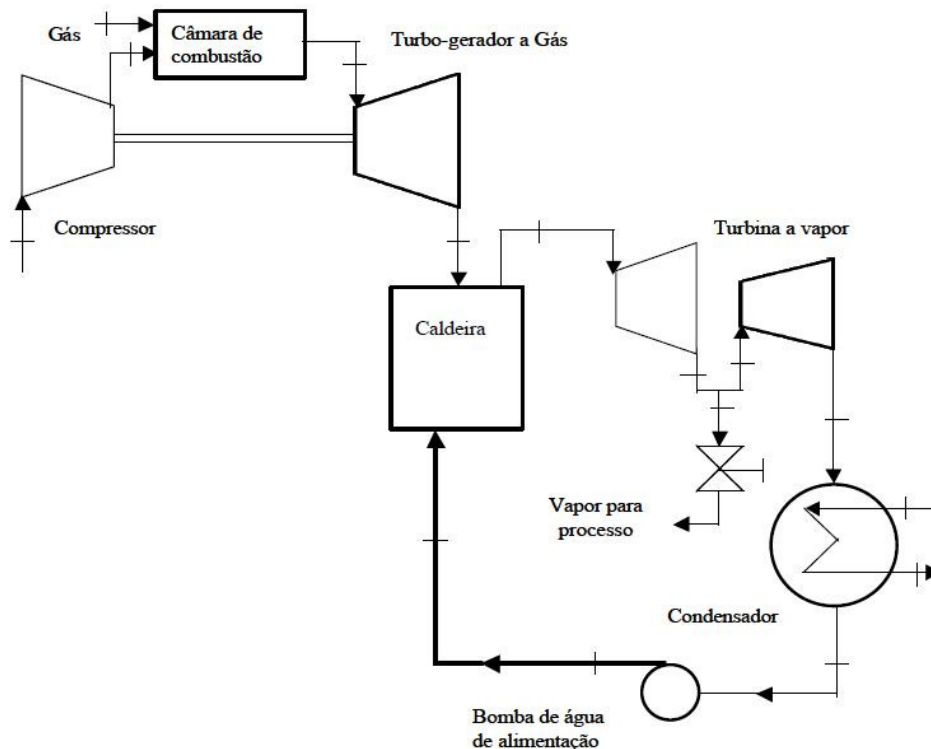 Gás
Câmara de
combustão
Turbo-gerador a Gás
Compressor
Turbina a vapor
Caldeira
Vapor para
processo
Condensador
Bomba de água
de alimentação